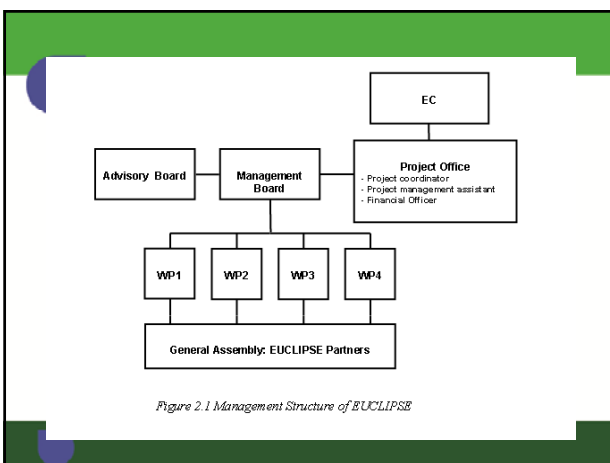 EC
Project Office
- Project coordinator
- Project management assistant
- Financial Officer
Advisory Board
Management
Board
WP1
WP2
WP3
WP4
General Assembly: EUCLIPSE Partners
Figure 2.1 Management Structure of EUCLIPSE